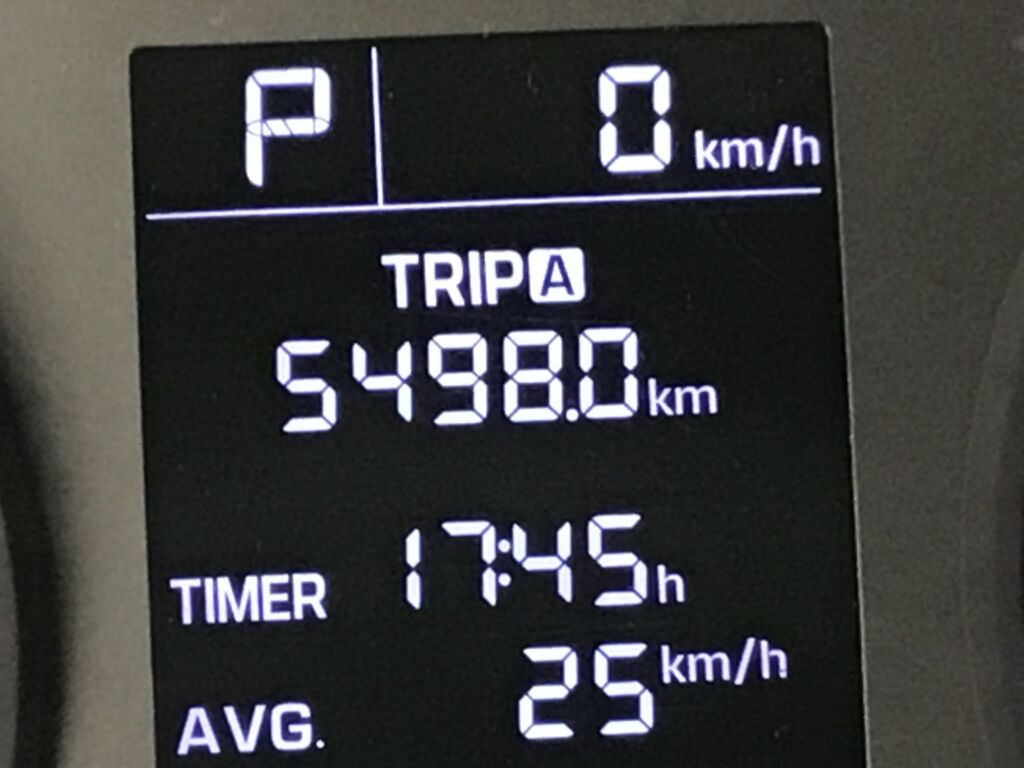 P 0 km/h
TRIP A
5498.0 km
TIMER 17:45 h
AVG. 25 km/h